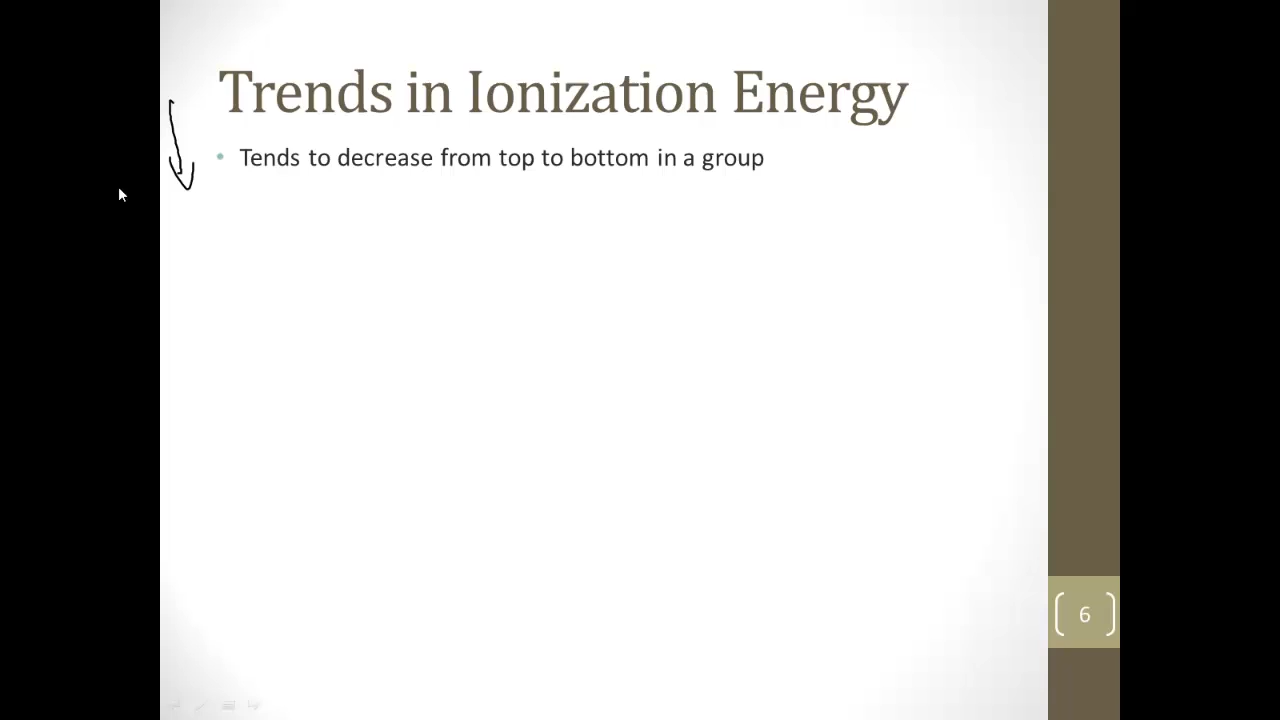 Trends in Ionization Energy
• Tends to decrease from top to bottom in a group
6